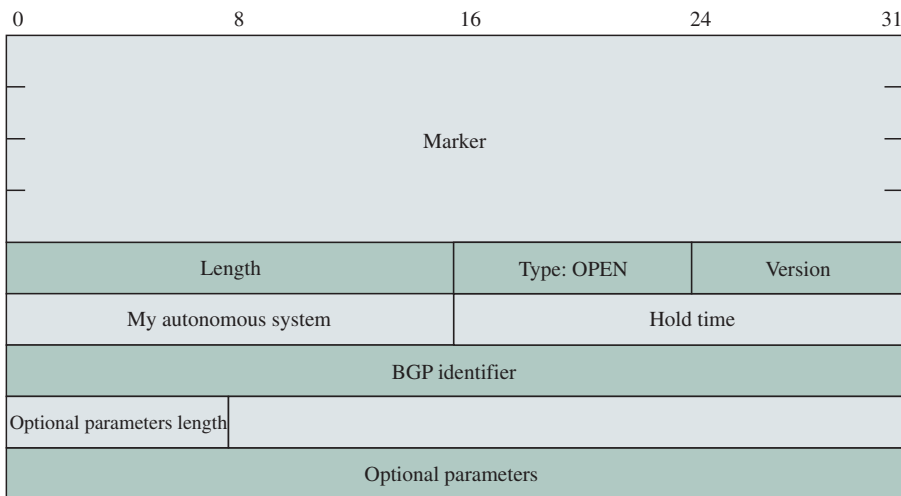 0 8 16 24 31
Marker
Length Type: OPEN Version
My autonomous system Hold time
BGP identifier
Optional parameters length
Optional parameters